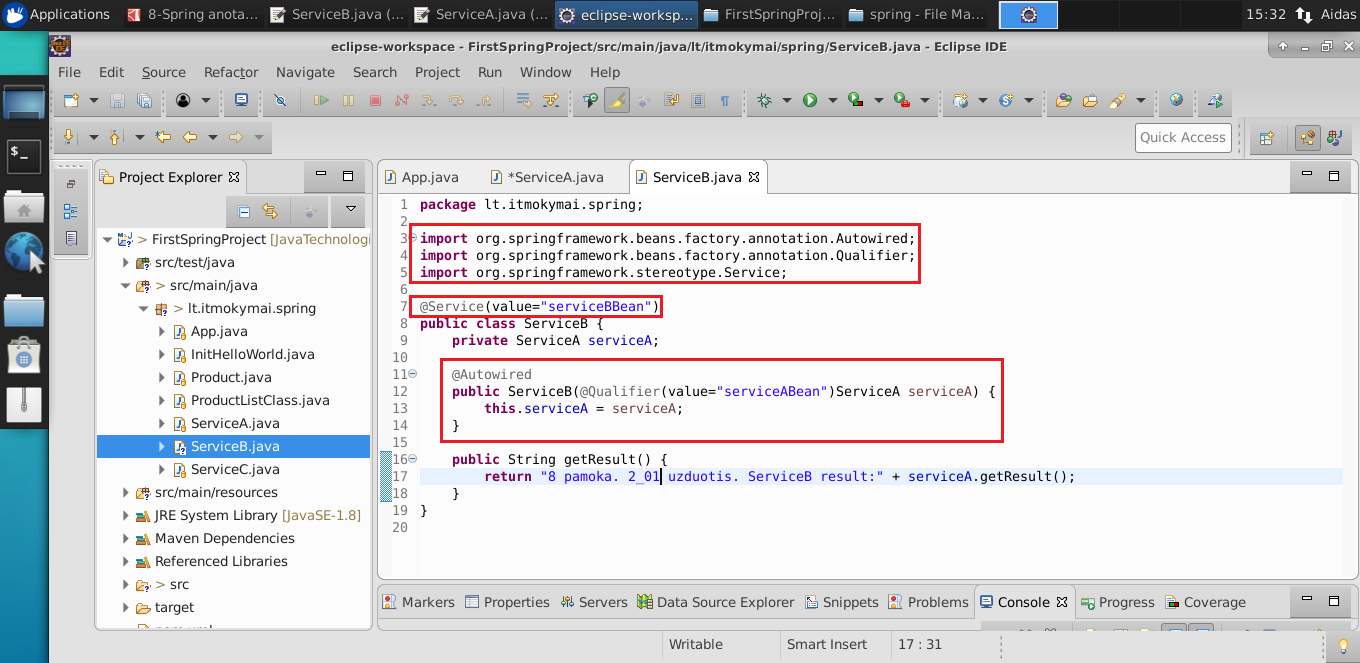 Applications 8-Spring anota... ServiceB.java (... ServiceA.java (... eclipse-worksp... FirstSpringProj... spring - File Ma... 15:32 Aidas
eclipse-workspace - FirstSpringProject/src/main/java/lt/itmokymai/spring/ServiceB.java - Eclipse IDE
File Edit Source Refactor Navigate Search Project Run Window Help
Quick Access
Project Explorer
> FirstSpringProject [JavaTechnologi
src/test/java
> src/main/java
> lt.itmokymai.spring
App.java
InitHelloWorld.java
Product.java
ProductListClass.java
ServiceA.java
ServiceB.java
ServiceC.java
src/main/resources
JRE System Library [JavaSE-1.8]
Maven Dependencies
Referenced Libraries
> src
target
App.java *ServiceA.java ServiceB.java
1 package lt.itmokymai.spring;
2
3 import org.springframework.beans.factory.annotation.Autowired;
4 import org.springframework.beans.factory.annotation.Qualifier;
5 import org.springframework.stereotype.Service;
6
7 @Service(value="serviceBBean")
8 public class ServiceB {
9 private ServiceA serviceA;
10
11 @Autowired
12 public ServiceB(@Qualifier(value="serviceABean")ServiceA serviceA) {
13 this.serviceA = serviceA;
14 }
15
16 public String getResult() {
17 return "8 pamoka. 2_01 uzduotis. ServiceB result:" + serviceA.getResult();
18 }
19 }
20
Markers Properties Servers Data Source Explorer Snippets Problems Console Progress Coverage
Writable Smart Insert 17 : 31